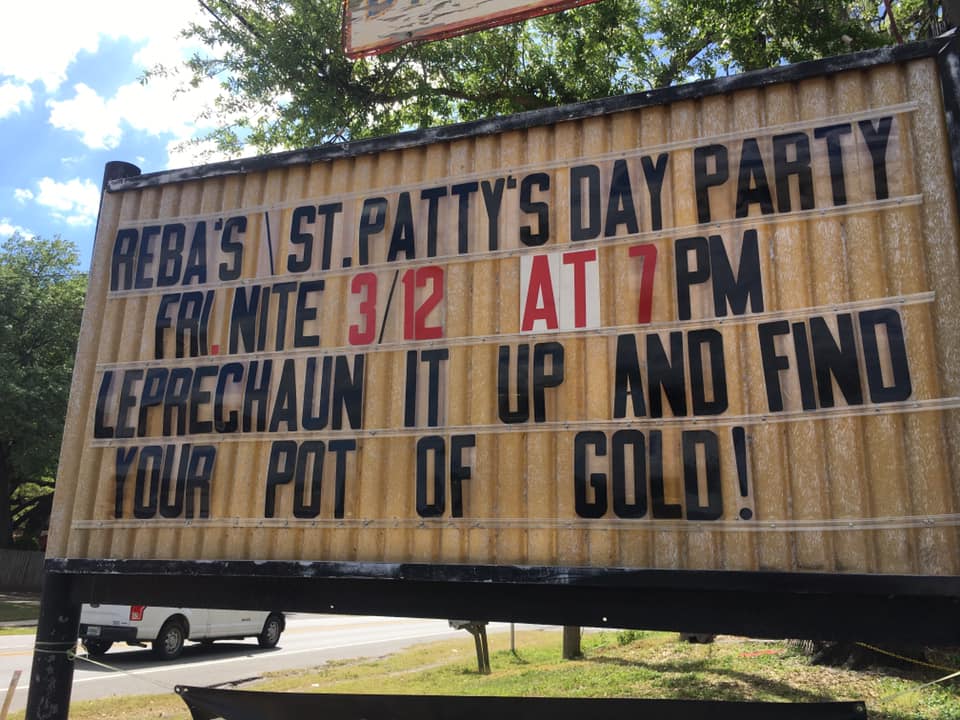 REBA'S \ ST. PATTY'S DAY PARTY
FRI. NITE 3/12 AT 7 PM
LEPRECHAUN IT UP AND FIND
YOUR POT OF GOLD!